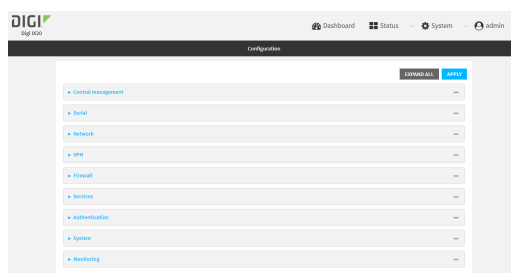 DIGI
Digi IX20
Dashboard Status System admin
Configuration
EXPAND ALL APPLY
Central management
Serial
Network
VPN
Firewall
Services
Authentication
System
Monitoring